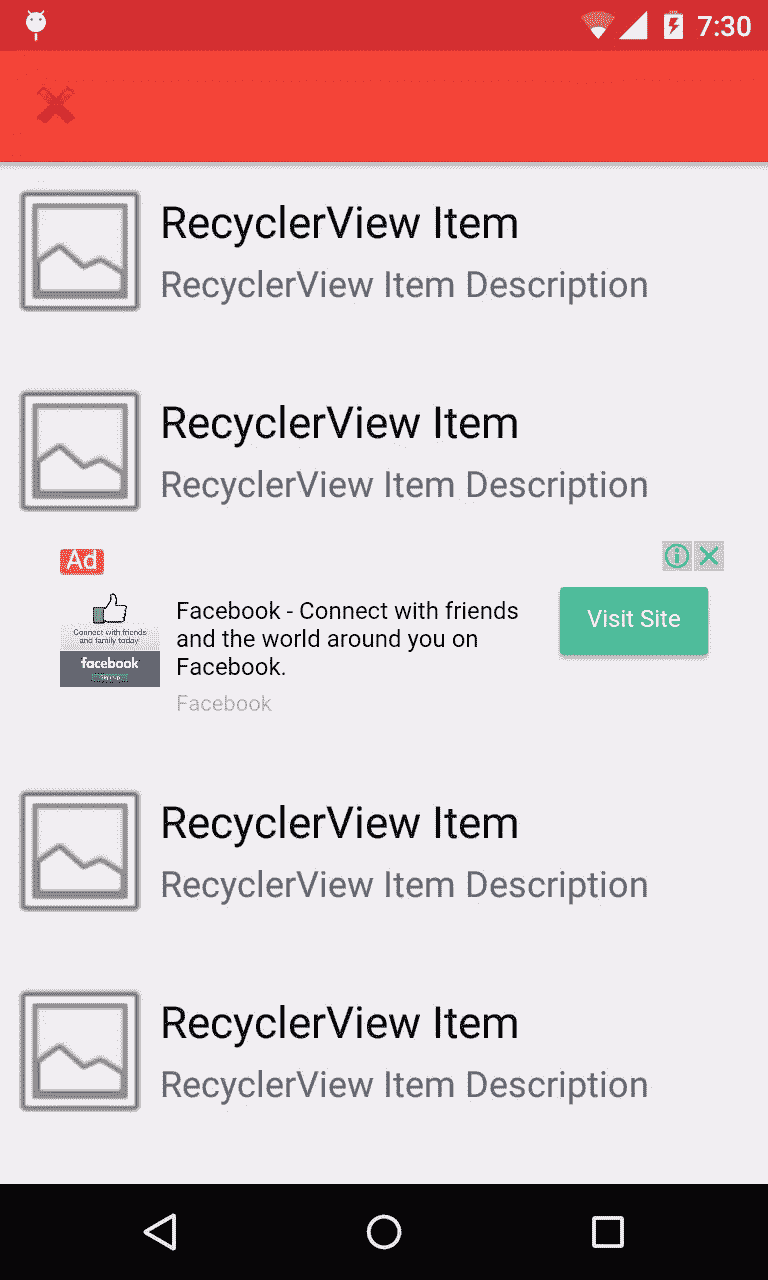 7:30
RecyclerView Item
RecyclerView Item Description
RecyclerView Item
RecyclerView Item Description
Ad
Connect with friends
and family today
facebook
Facebook - Connect with friends
and the world around you on
Facebook.
Facebook
Visit Site
RecyclerView Item
RecyclerView Item Description
RecyclerView Item
RecyclerView Item Description